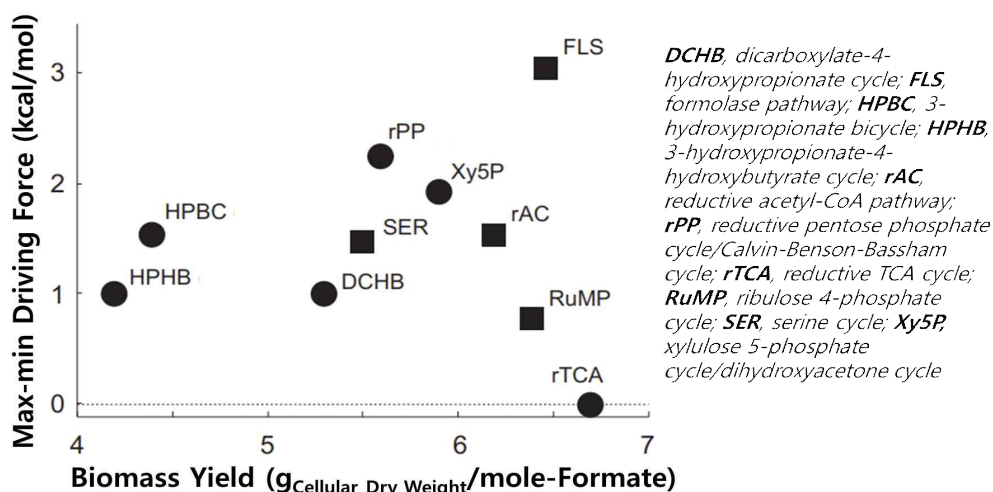 Max-min Driving Force (kcal/mol)
3
2
1
0
FLS
rPP
Xy5P
HPBC
SER
rAC
HPHB
DCHB
RuMP
rTCA
4 5 6 7
Biomass Yield (gCellular Dry Weight/mole-Formate)
DCHB, dicarboxylate-4-
hydroxypropionate cycle; FLS,
formolase pathway; HPBC, 3-
hydroxypropionate bicycle; HPHB,
3-hydroxypropionate-4-
hydroxybutyrate cycle; rAC,
reductive acetyl-CoA pathway;
rPP, reductive pentose phosphate
cycle/Calvin-Benson-Bassham
cycle; rTCA, reductive TCA cycle;
RuMP, ribulose 4-phosphate
cycle; SER, serine cycle; Xy5P,
xylulose 5-phosphate
cycle/dihydroxyacetone cycle